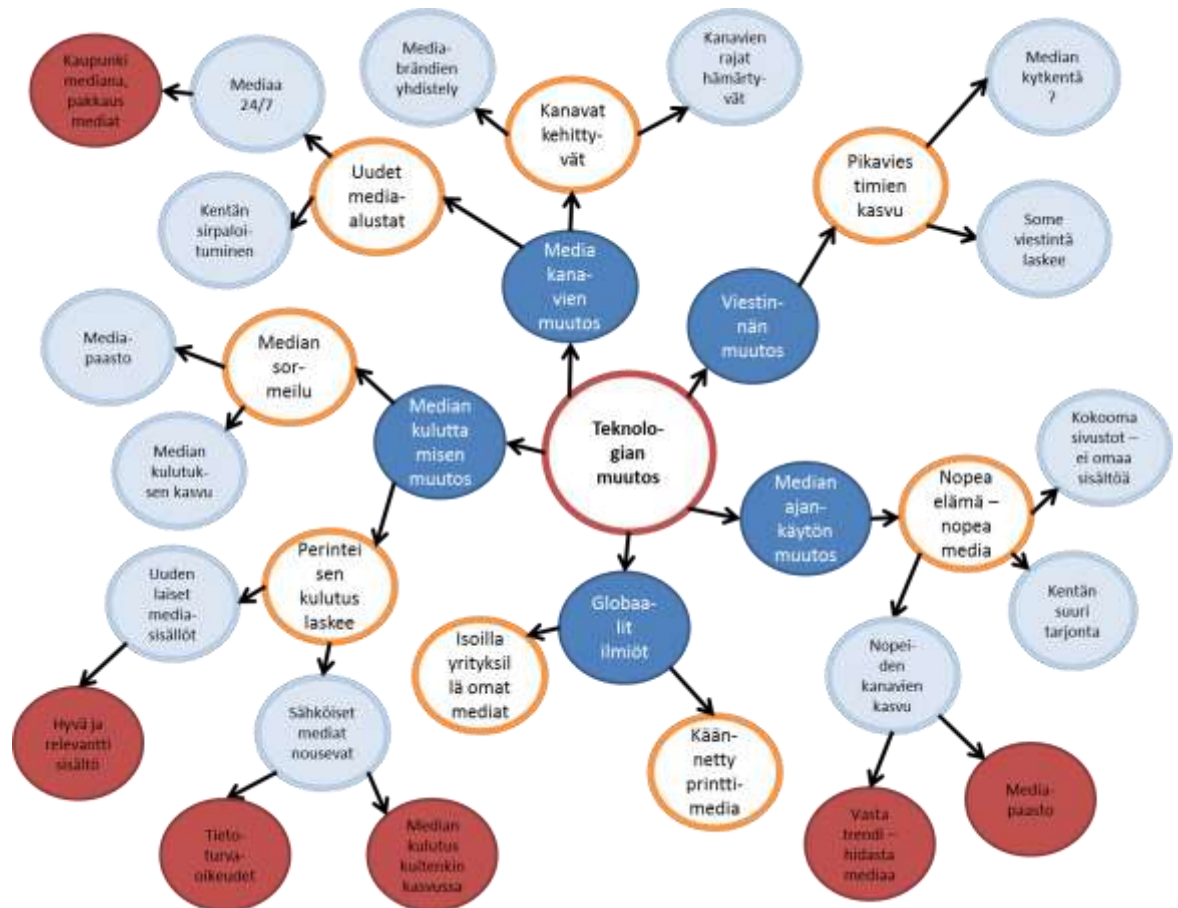 Kaupunki
mediana,
pakkaus
mediat
Mediaa
24/7
Media-
brändien
yhdistely
Kanavat
kehitty-
vät
Kanavien
rajat
hämärty-
vät
Median
kytkentä
?
Uudet
media-
alustat
Pikavies
timien
kasvu
Kentän
sirpaloi-
tuminen
Media
kana-
vien
muutos
Viestin-
nän
muutos
Some
viestintä
laskee
Media-
paasto
Median
sor-
meilu
Median
kulutta
misen
muutos
Teknolo-
gian
muutos
Median
kulutuk-
sen kasvu
Median
ajan-
käytön
muutos
Nopea
elämä –
nopea
media
Kokooma
sivustot –
ei omaa
sisältöä
Kentän
suuri
tarjonta
Perintei
sen
kulutus
laskee
Uuden
laiset
media-
sisällöt
Globaa-
lit
ilmiöt
Isoilla
yrityksil
lä omat
mediat
Nopei-
den
kanavien
kasvu
Hyvä ja
relevantti
sisältö
Sähköiset
mediat
nousevat
Kään-
netty
printti-
media
Tieto-
turva-
oikeudet
Median
kulutus
kuitenkin
kasvussa
Vasta
trendi –
hidasta
mediaa
Media-
paasto